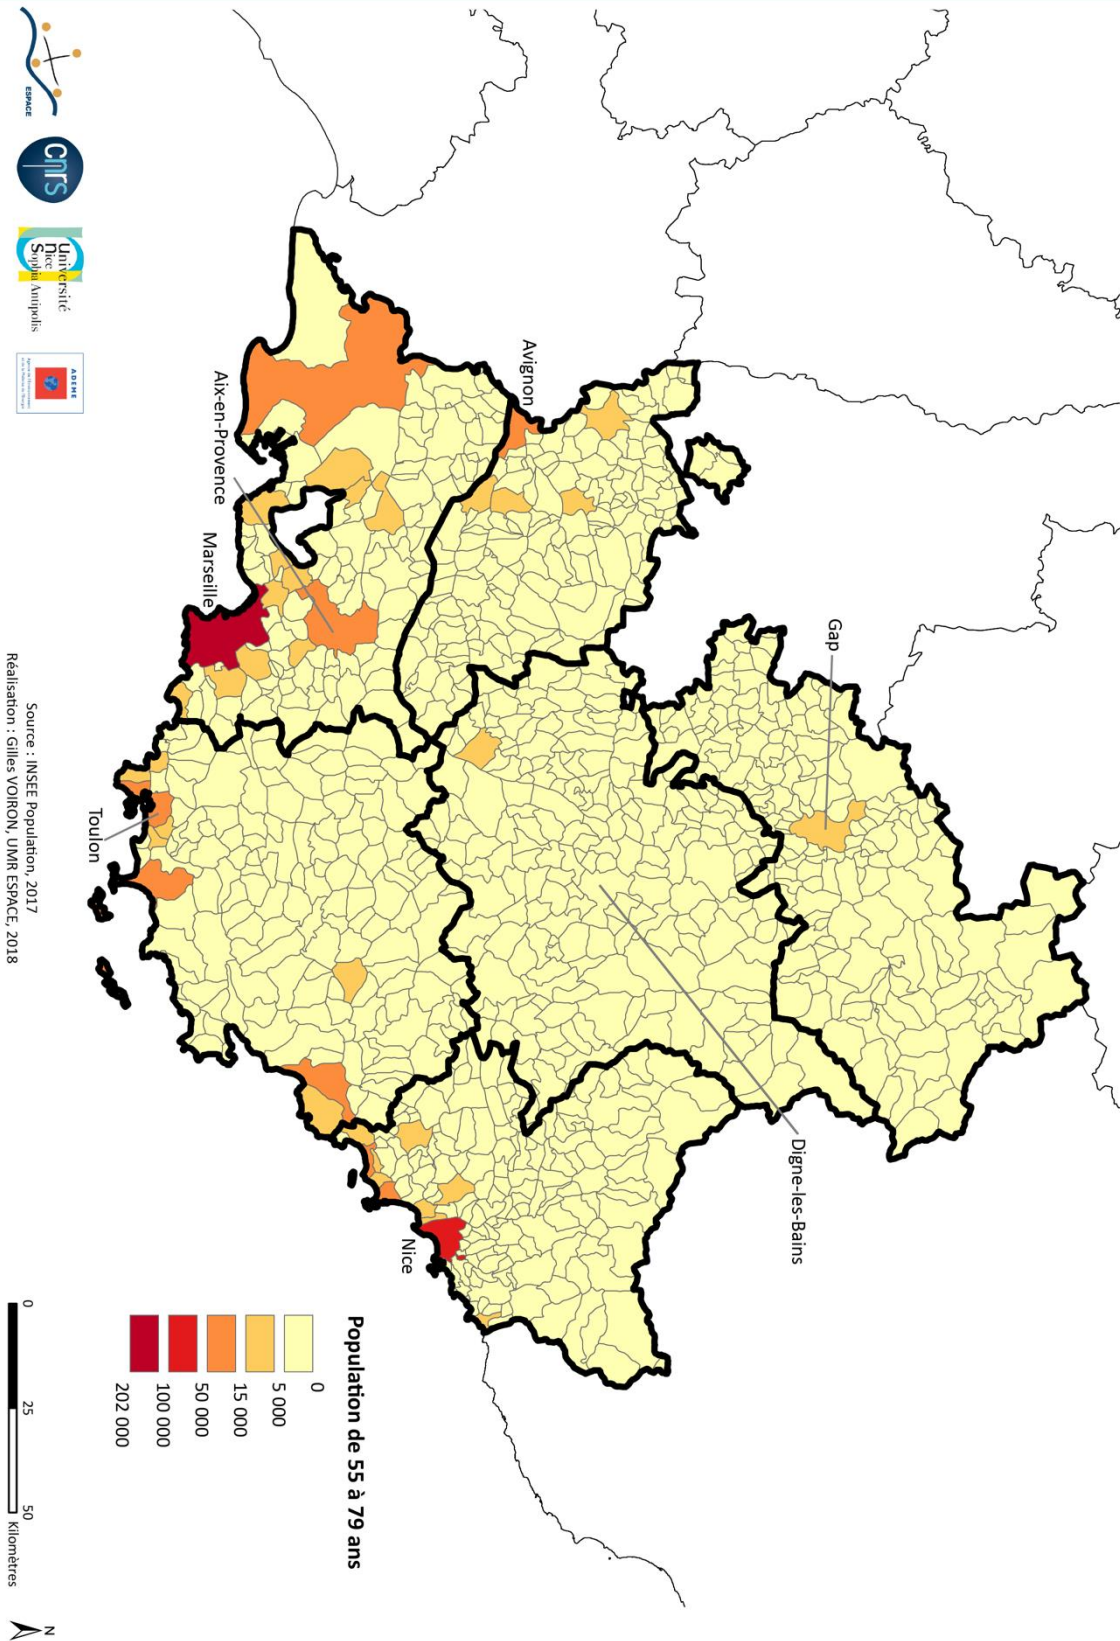 Gap
Digne-les-Bains
Avignon
Aix-en-Provence
Marseille
Toulon
Nice
Population de 55 à 79 ans
0
5 000
15 000
50 000
100 000
202 000
0 25 50
Kilomètres
N
ESPACE
cnrs
Université
Nice
Sophia Antipolis
ADEME
Source : INSEE Population, 2017
Réalisation : Gilles VOIRON, UMR ESPACE, 2018